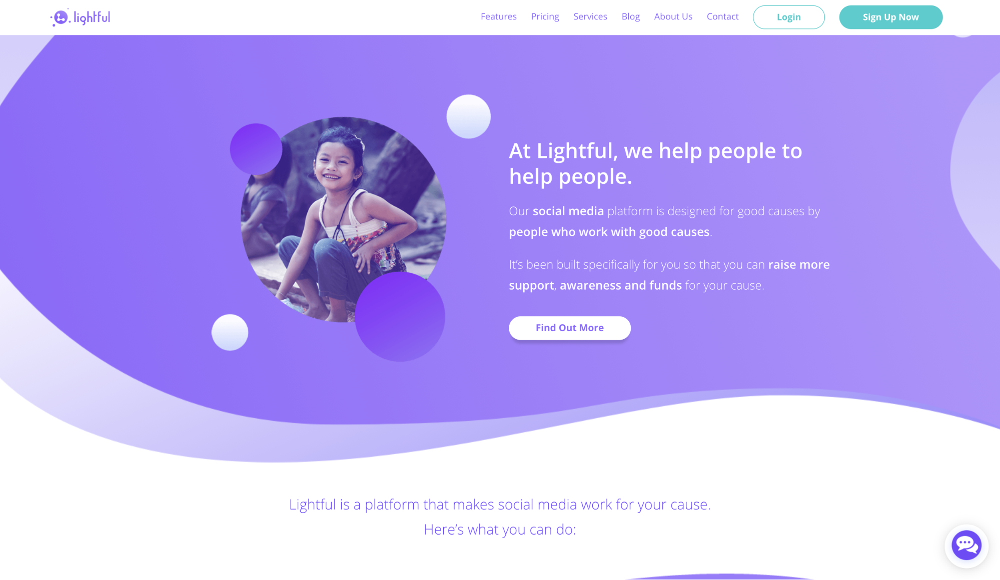 lightful
Features Pricing Services Blog About Us Contact Login Sign Up Now
At Lightful, we help people to
help people.
Our social media platform is designed for good causes by
people who work with good causes.
It’s been built specifically for you so that you can raise more
support, awareness and funds for your cause.
Find Out More
Lightful is a platform that makes social media work for your cause.
Here’s what you can do: